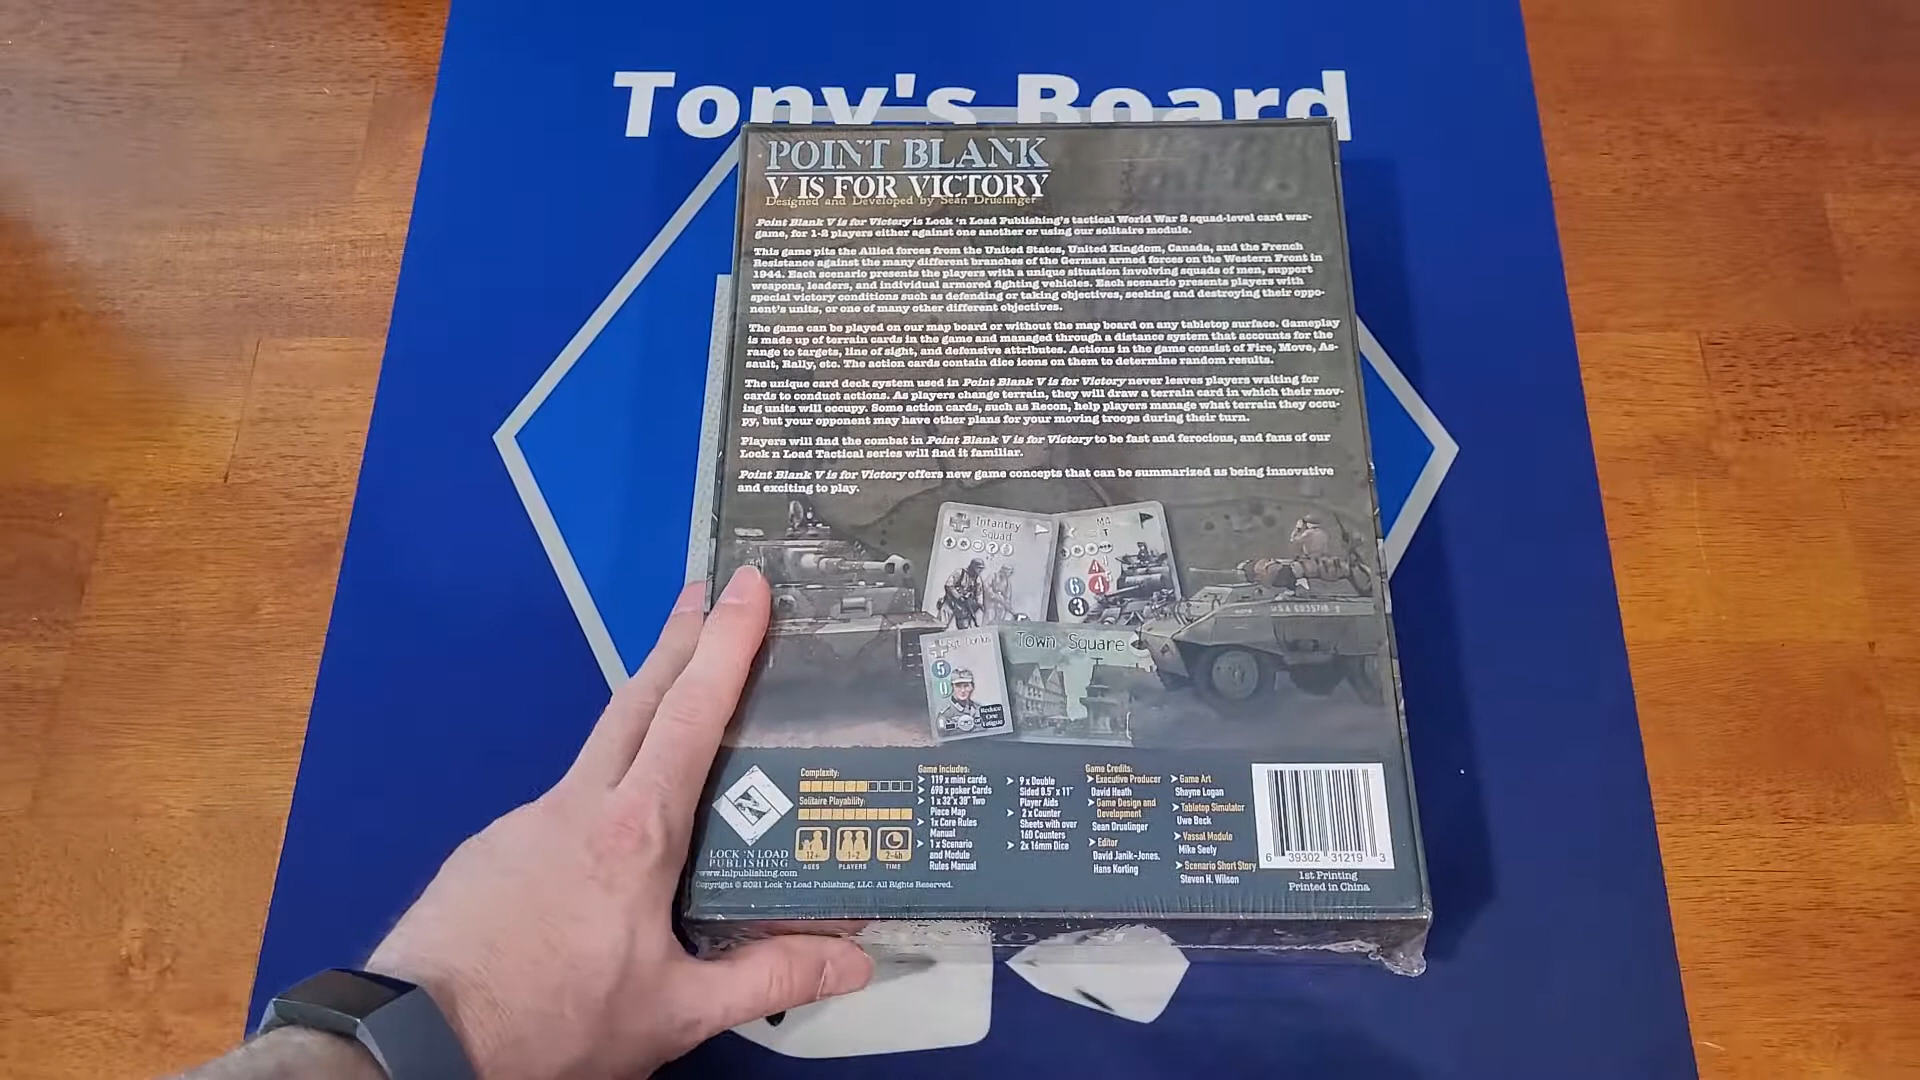 Tony's Board
POINT BLANK
V IS FOR VICTORY
Designed and Developed by Sean Druelinger
Point Blank V is for Victory is Lock 'n Load Publishing's tactical World War 2 squad-level card war-
game, for 1-2 players either against one another or using our solitaire module.
This game pits the Allied forces from the United States, United Kingdom, Canada, and the French
Resistance against the many different branches of the German armed forces on the Western Front in
1944. Each scenario presents the players with a unique situation involving squads of men, support
weapons, leaders, and individual armored fighting vehicles. Each scenario presents players with
special victory conditions such as defending or taking objectives, seeking and destroying their oppo-
nent's units, or one of many other different objectives.
The game can be played on our map board or without the map board on any tabletop surface. Gameplay
is made up of terrain cards in the game and managed through a distance system that accounts for the
range to targets, line of sight, and defensive attributes. Actions in the game consist of Fire, Move, As-
sault, Rally, etc. The action cards contain dice icons on them to determine random results.
The unique card deck system used in Point Blank V is for Victory never leaves players waiting for
cards to conduct actions. As players change terrain, they will draw a terrain card in which their mov-
ing units will occupy. Some action cards, such as Recon, help players manage what terrain they occu-
py, but your opponent may have other plans for your moving troops during their turn.
Players will find the combat in Point Blank V is for Victory to be fast and ferocious, and fans of our
Lock n Load Tactical series will find it familiar.
Point Blank V is for Victory offers new game concepts that can be summarized as being innovative
and exciting to play.
Infantry
Squad
M4
T
4
6 4
3
Town Square
T
Sgt.
5
0
Reduce
One
Fatigue
LOCK 'N LOAD
PUBLISHING
www.lnlpublishing.com
Copyright © 2021 Lock 'n Load Publishing, LLC. All Rights Reserved.
Complexity:
Solitaire Playability:
12+ 1-2 2-4h
AGES PLAYERS TIME
Game Includes:
119 x mini cards
698 x poker Cards
1 x 32"x 38" Two
Piece Map
1x Core Rules
Manual
1 x Scenario
and Module
Rules Manual
9 x Double
Sided 8.5" x 11"
Player Aids
2 x Counter
Sheets with over
160 Counters
2x 16mm Dice
Game Credits:
Executive Producer
David Heath
Game Design and
Development
Sean Druelinger
Editor
David Janik-Jones,
Hans Korting
Game Art
Shayne Logan
Tabletop Simulator
Uwe Beck
Vassal Module
Mike Seely
Scenario Short Story
Steven H. Wilson
6 39302 31219 3
1st Printing
Printed in China